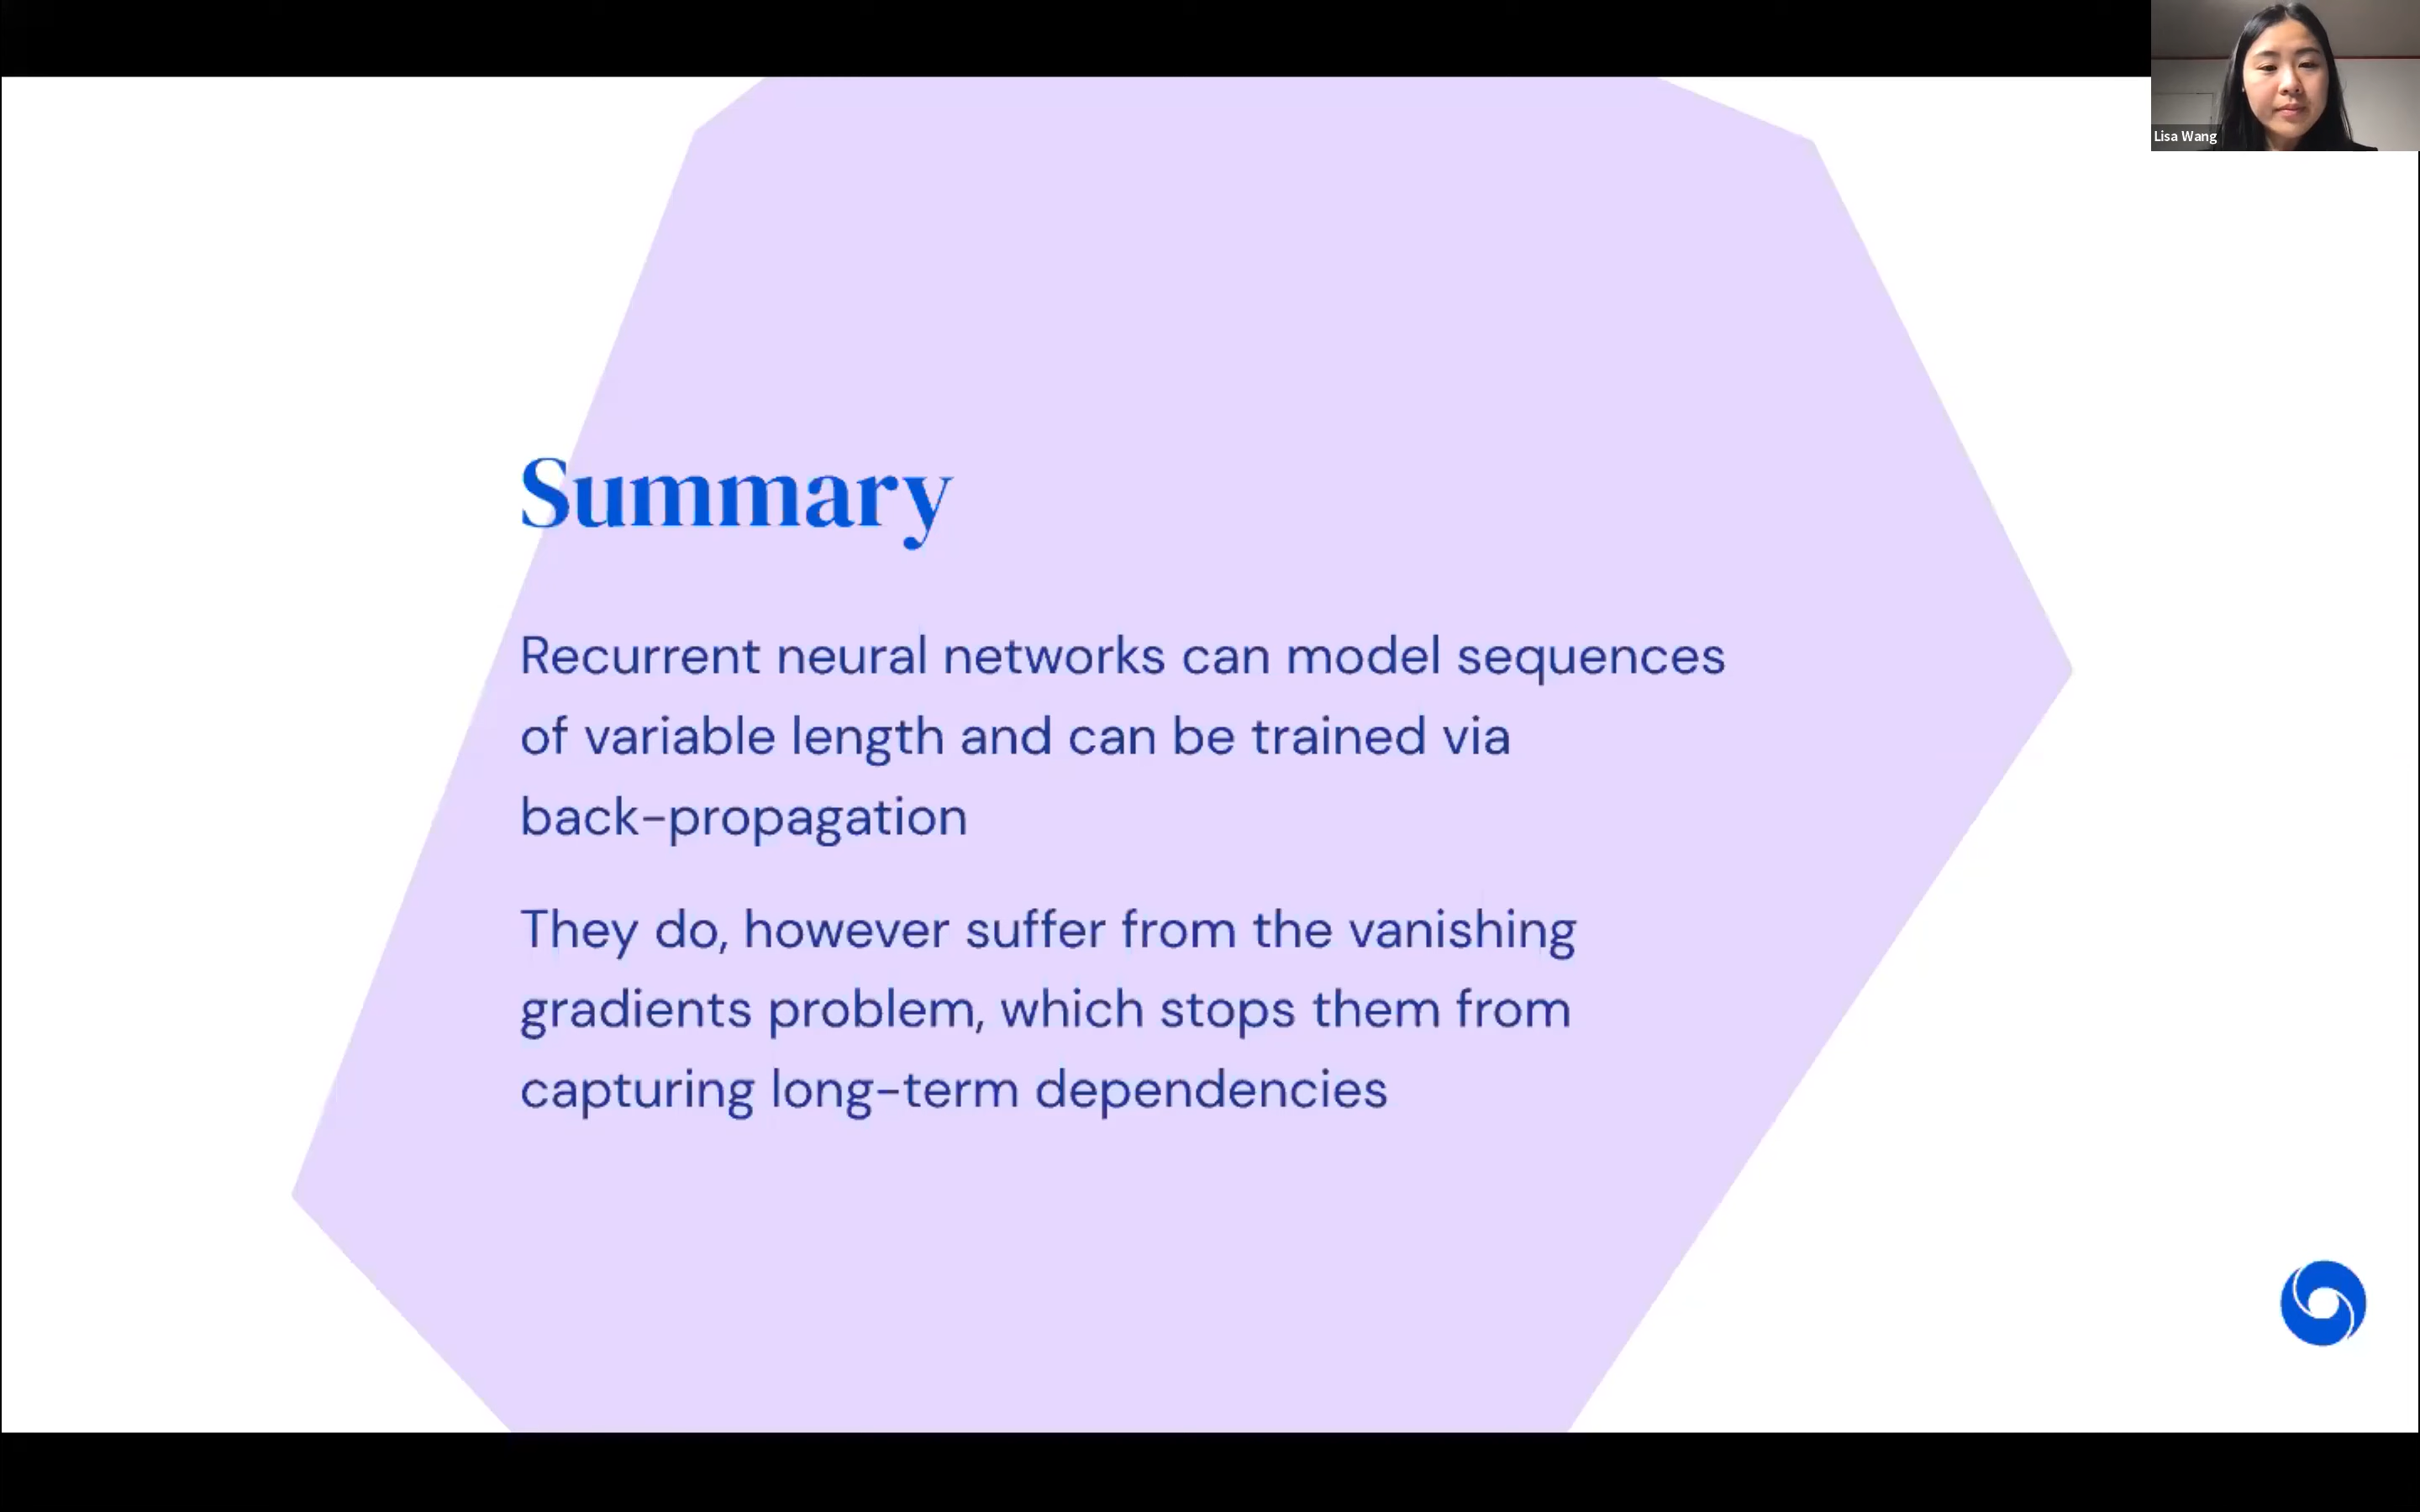 Lisa Wang
Summary
Recurrent neural networks can model sequences
of variable length and can be trained via
back-propagation
They do, however suffer from the vanishing
gradients problem, which stops them from
capturing long-term dependencies